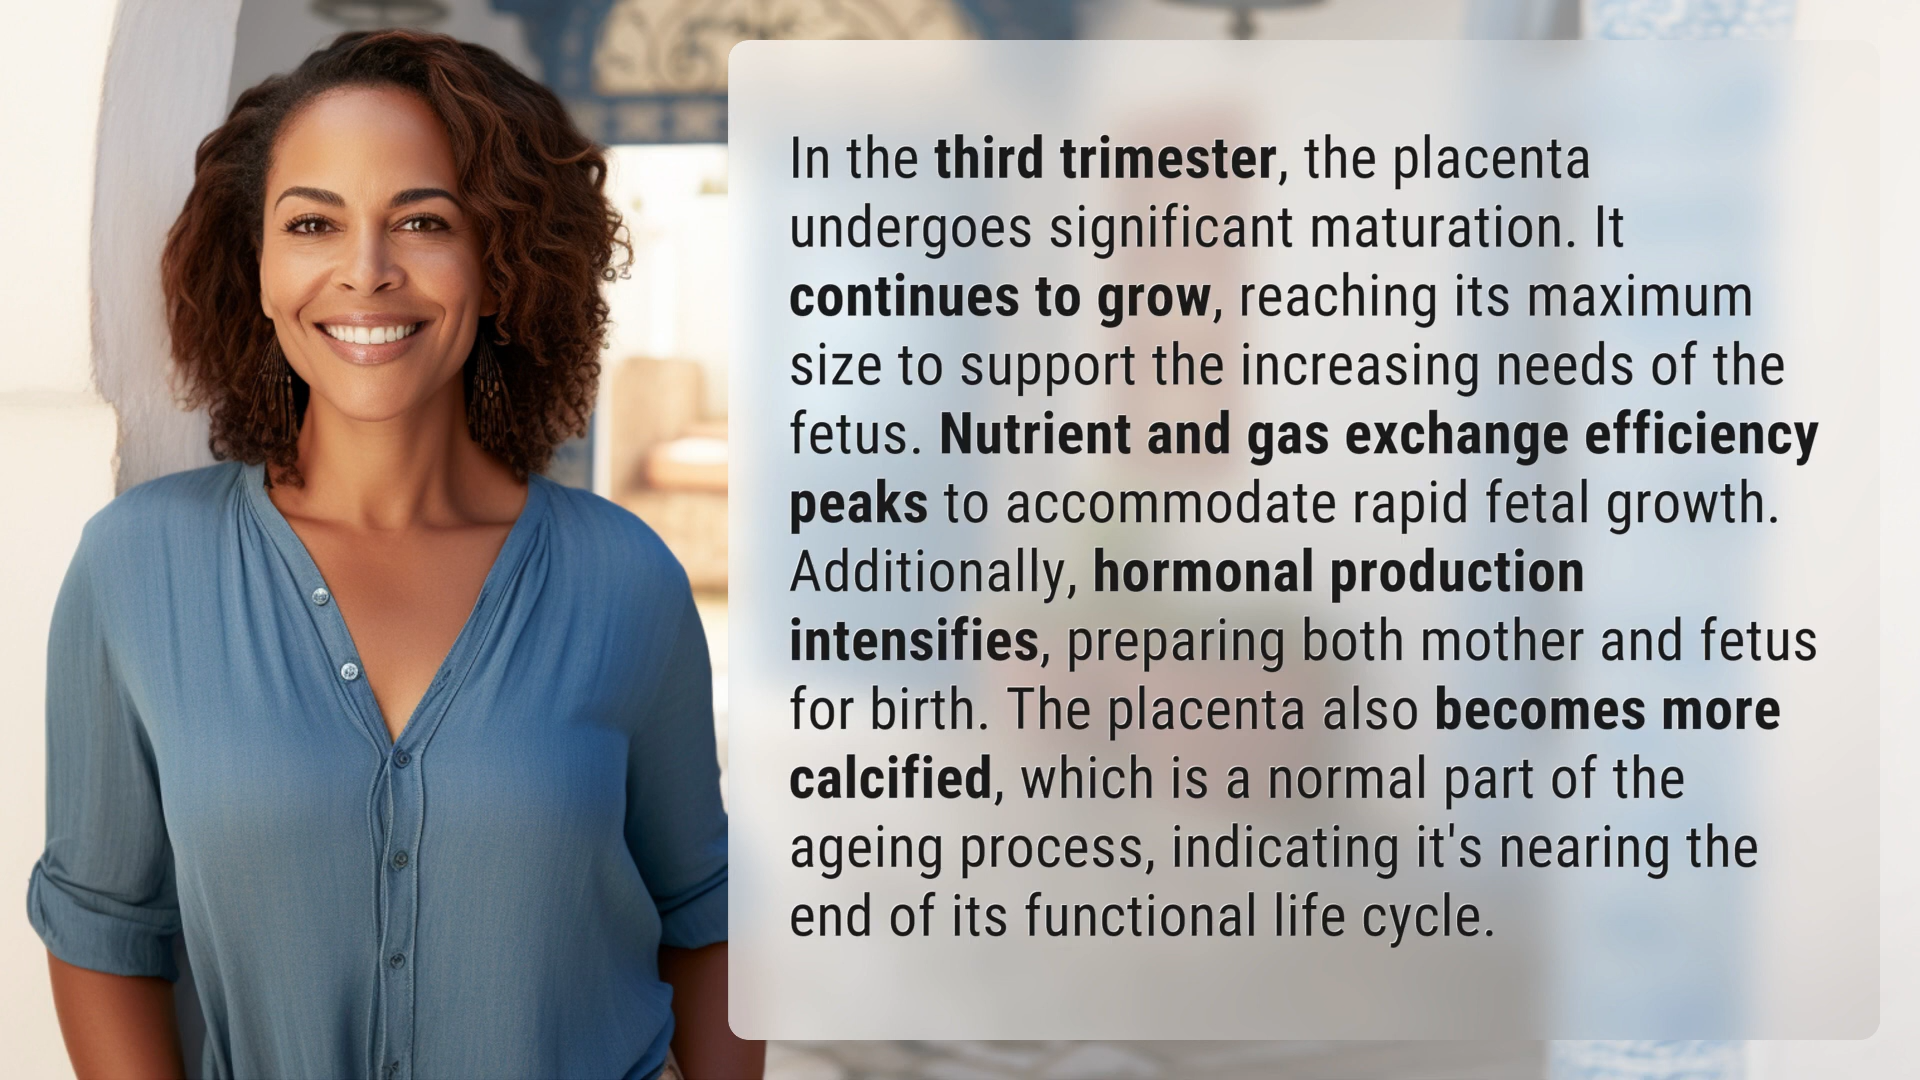 In the third trimester, the placenta
undergoes significant maturation. It
continues to grow, reaching its maximum
size to support the increasing needs of the
fetus. Nutrient and gas exchange efficiency
peaks to accommodate rapid fetal growth.
Additionally, hormonal production
intensifies, preparing both mother and fetus
for birth. The placenta also becomes more
calcified, which is a normal part of the
ageing process, indicating it's nearing the
end of its functional life cycle.